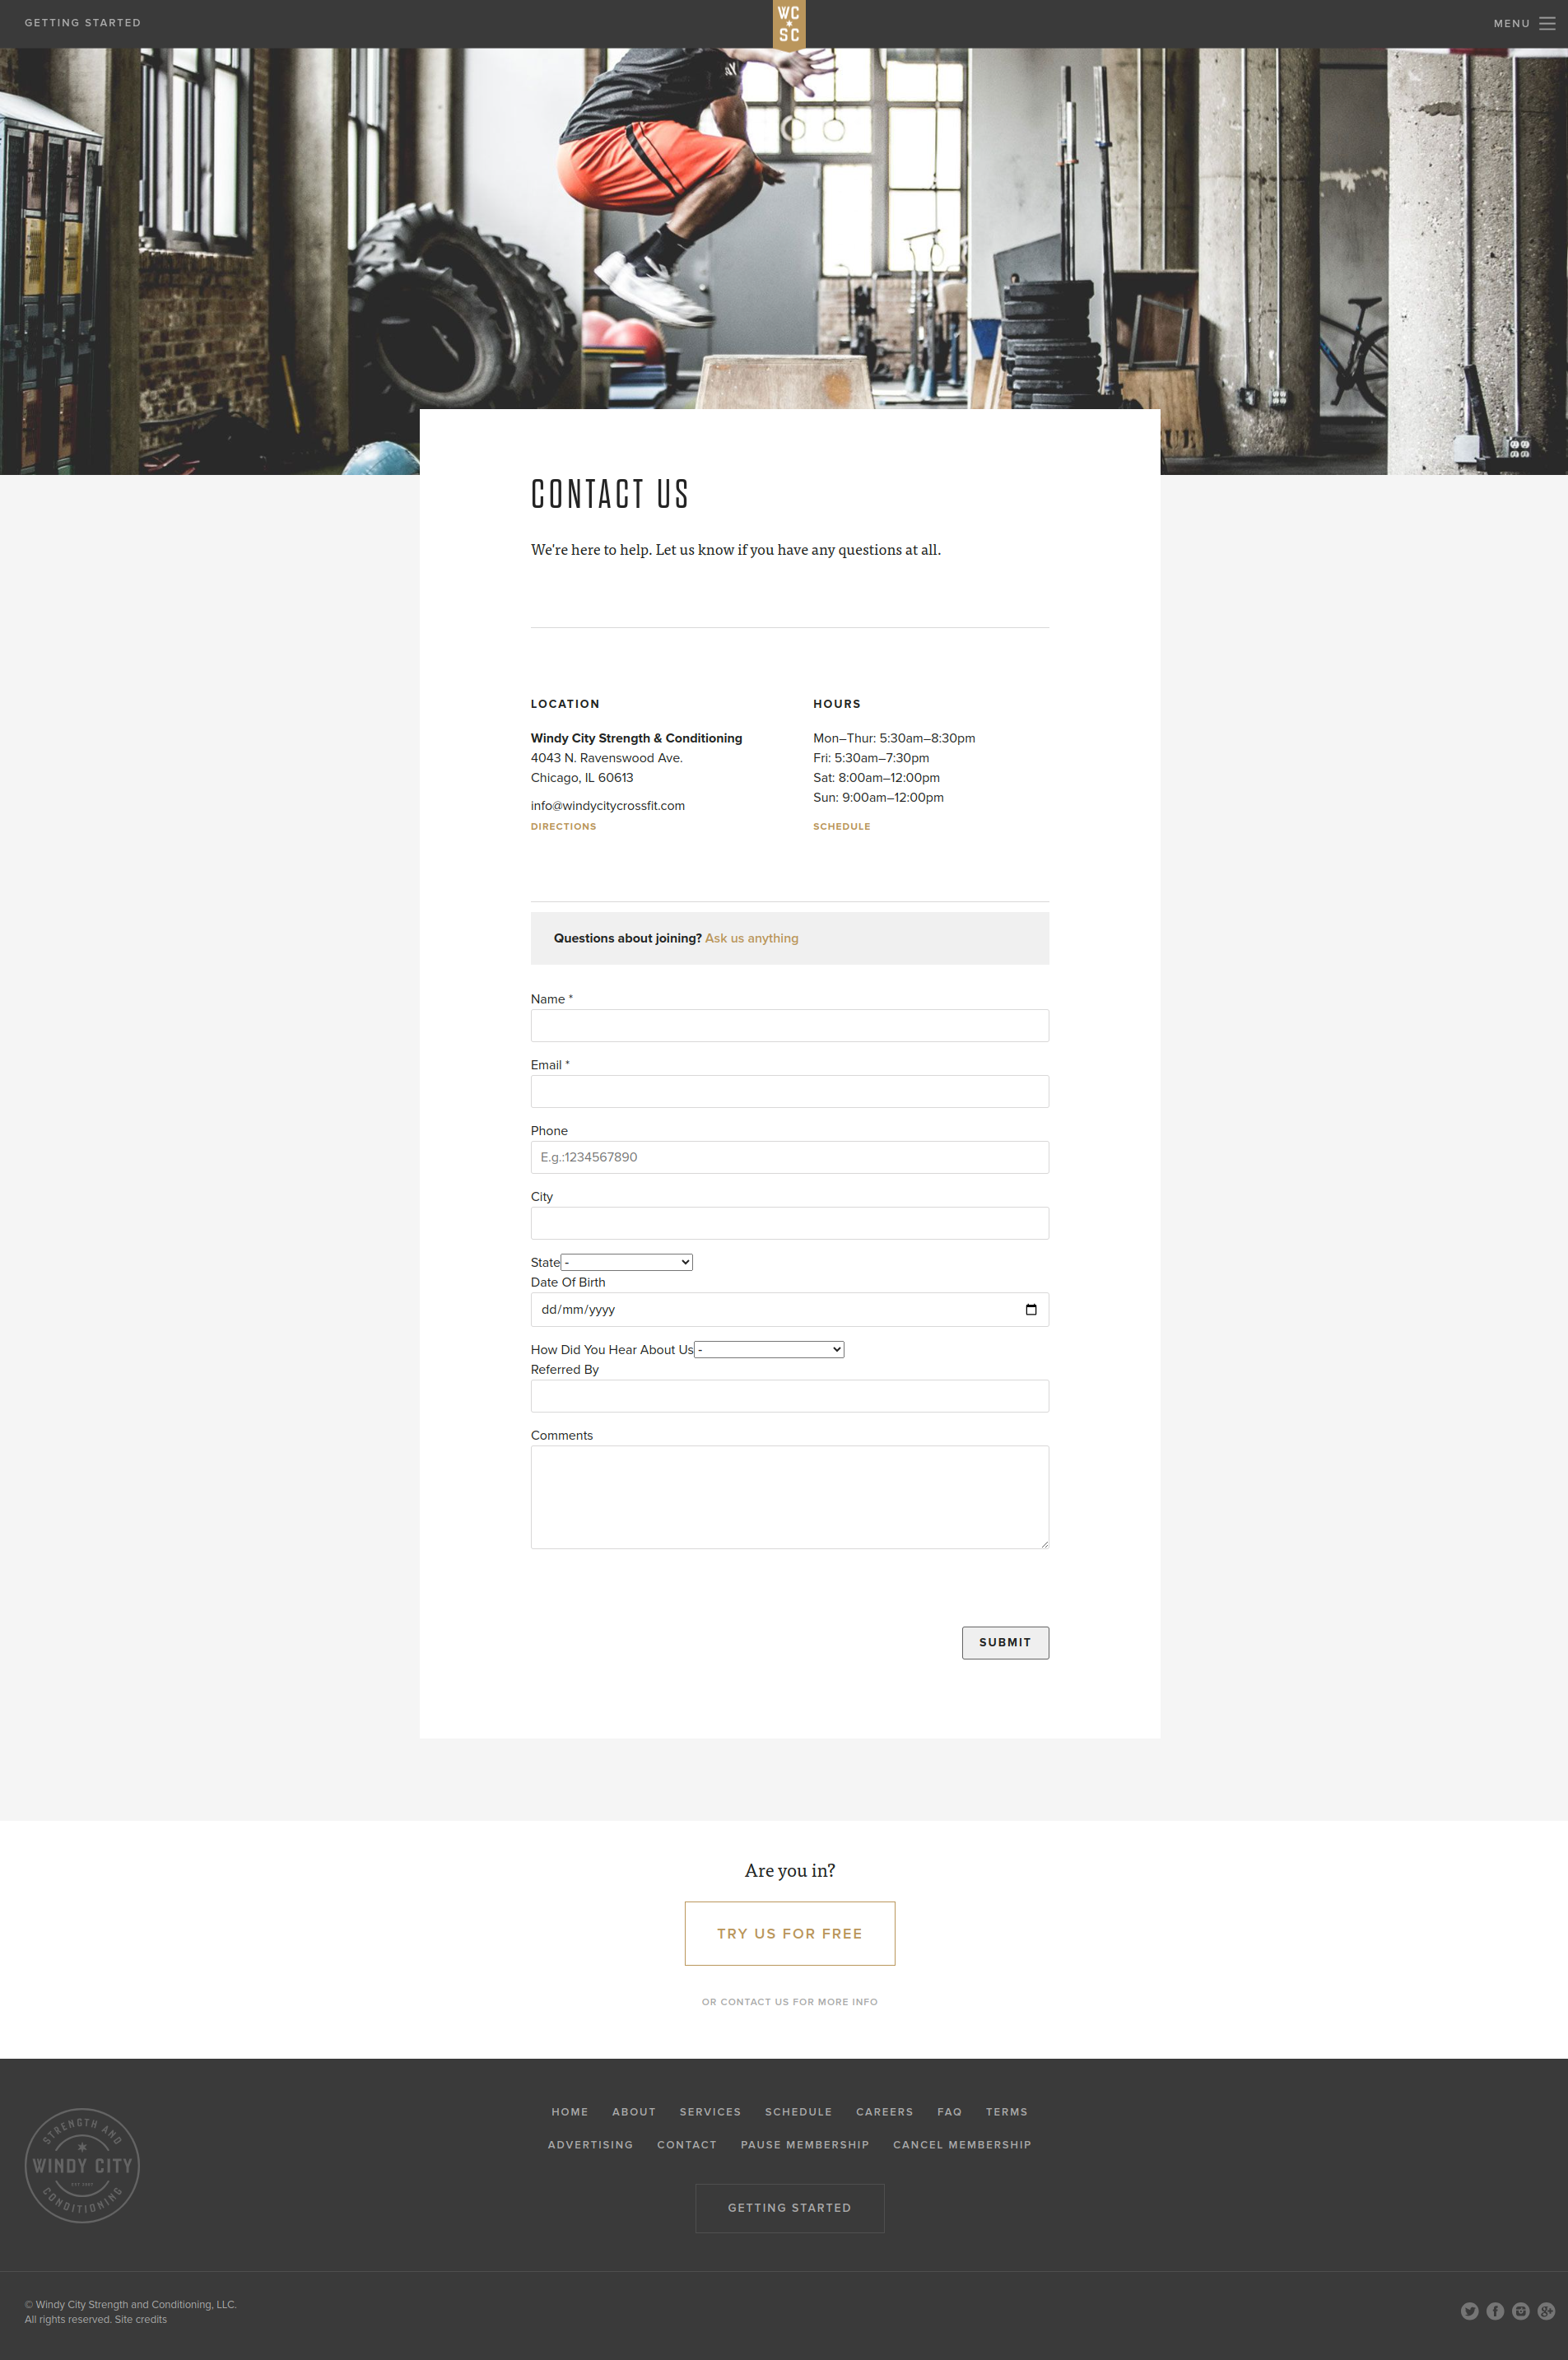 GETTING STARTED
WC
SC
MENU
CONTACT US
We're here to help. Let us know if you have any questions at all.
LOCATION
Windy City Strength & Conditioning
4043 N. Ravenswood Ave.
Chicago, IL 60613
info@windycitycrossfit.com
DIRECTIONS
HOURS
Mon–Thur: 5:30am–8:30pm
Fri: 5:30am–7:30pm
Sat: 8:00am–12:00pm
Sun: 9:00am–12:00pm
SCHEDULE
Questions about joining? Ask us anything
Name *
Email *
Phone
E.g.:1234567890
City
State -
Date Of Birth
dd/mm/yyyy
How Did You Hear About Us -
Referred By
Comments
SUBMIT
Are you in?
TRY US FOR FREE
OR CONTACT US FOR MORE INFO
STRENGTH AND
WINDY CITY
CONDITIONING
HOME ABOUT SERVICES SCHEDULE CAREERS FAQ TERMS
ADVERTISING CONTACT PAUSE MEMBERSHIP CANCEL MEMBERSHIP
GETTING STARTED
© Windy City Strength and Conditioning, LLC.
All rights reserved. Site credits